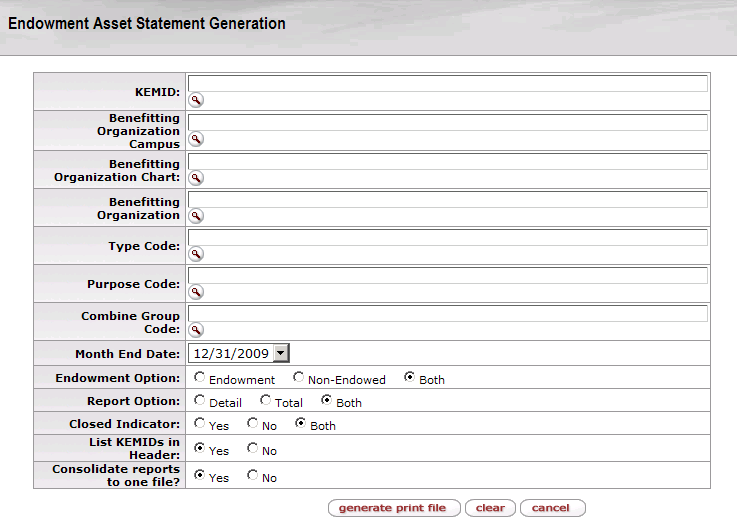 Endowment Asset Statement Generation
KEMID:
Benefitting
Organization
Campus
Benefitting
Organization Chart:
Benefitting
Organization
Type Code:
Purpose Code:
Combine Group
Code:
Month End Date: 12/31/2009
Endowment Option: Endowment Non-Endowed Both
Report Option: Detail Total Both
Closed Indicator: Yes No Both
List KEMIDs in
Header: Yes No
Consolidate reports
to one file? Yes No
generate print file clear cancel